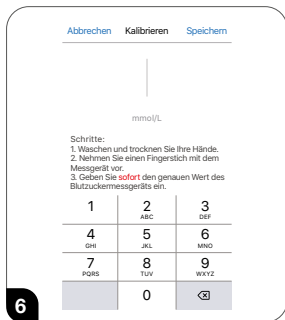 Abbrechen Kalibrieren Speichern
mmol/L
Schritte:
1. Waschen und trocknen Sie Ihre Hände.
2. Nehmen Sie einen Fingerstich mit dem
Messgerät vor.
3. Geben Sie sofort den genauen Wert des
Blutzuckermessgeräts ein.
1 2 3
ABC DEF
4 5 6
GHI JKL MNO
7 8 9
PQRS TUV WXYZ
0
6